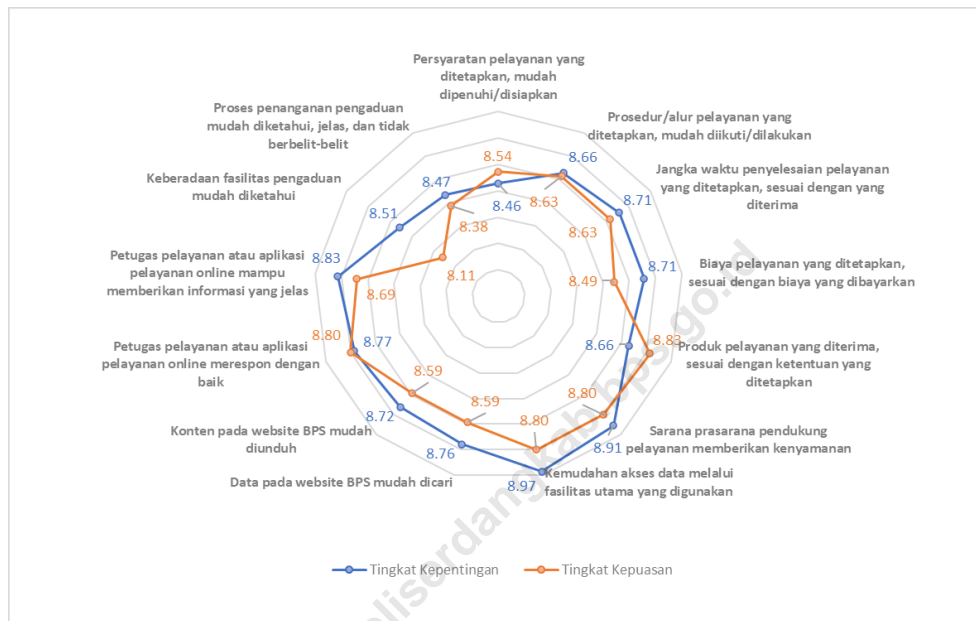 Persyaratan pelayanan yang
ditetapkan, mudah
dipenuhi/disiapkan
Proses penanganan pengaduan
mudah diketahui, jelas, dan tidak
berbelit-belit
Prosedur/alur pelayanan yang
ditetapkan, mudah diikuti/dilakukan
Keberadaan fasilitas pengaduan
mudah diketahui
Jangka waktu penyelesaian pelayanan
yang ditetapkan, sesuai dengan yang
diterima
Petugas pelayanan atau aplikasi
pelayanan online mampu
memberikan informasi yang jelas
Biaya pelayanan yang ditetapkan,
sesuai dengan biaya yang dibayarkan
Petugas pelayanan atau aplikasi
pelayanan online merespon dengan
baik
Produk pelayanan yang diterima,
sesuai dengan ketentuan yang
ditetapkan
Konten pada website BPS mudah
diunduh
Sarana prasarana pendukung
pelayanan memberikan kenyamanan
Data pada website BPS mudah dicari
Kemudahan akses data melalui
fasilitas utama yang digunakan
8.54
8.46
8.66
8.63
8.71
8.63
8.71
8.49
8.66
8.83
8.80
8.91
8.80
8.97
8.59
8.76
8.59
8.72
8.80
8.77
8.83
8.69
8.51
8.11
8.47
8.38
Tingkat Kepentingan
Tingkat Kepuasan
eliserdangkab.bps.go.id